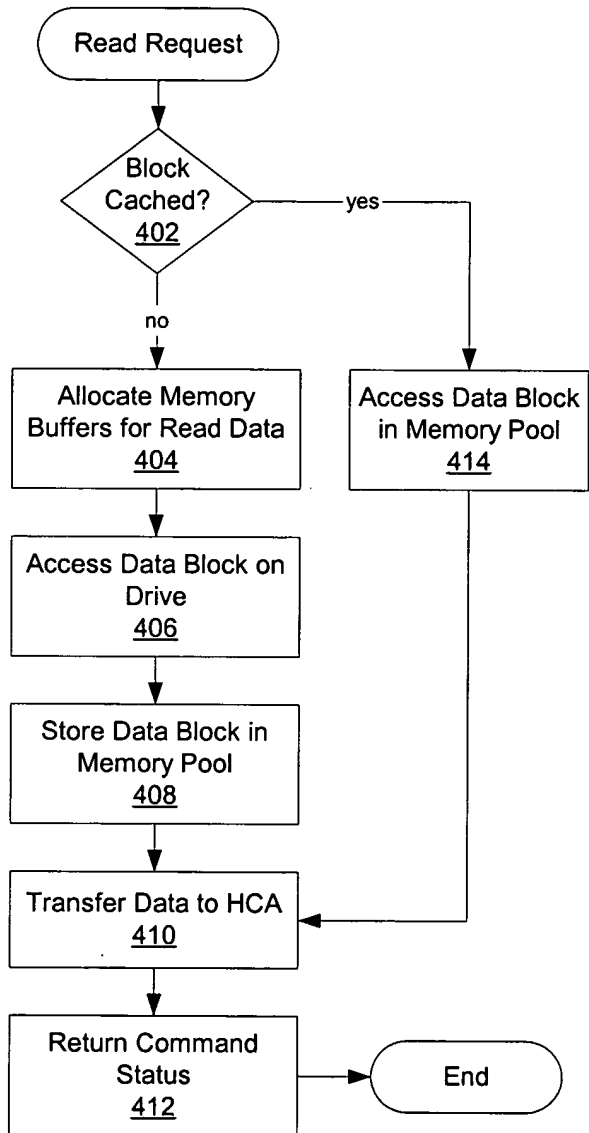 Read Request
Block
Cached?
402
yes
no
Allocate Memory
Buffers for Read Data
404
Access Data Block
in Memory Pool
414
Access Data Block on
Drive
406
Store Data Block in
Memory Pool
408
Transfer Data to HCA
410
Return Command
Status
412
End